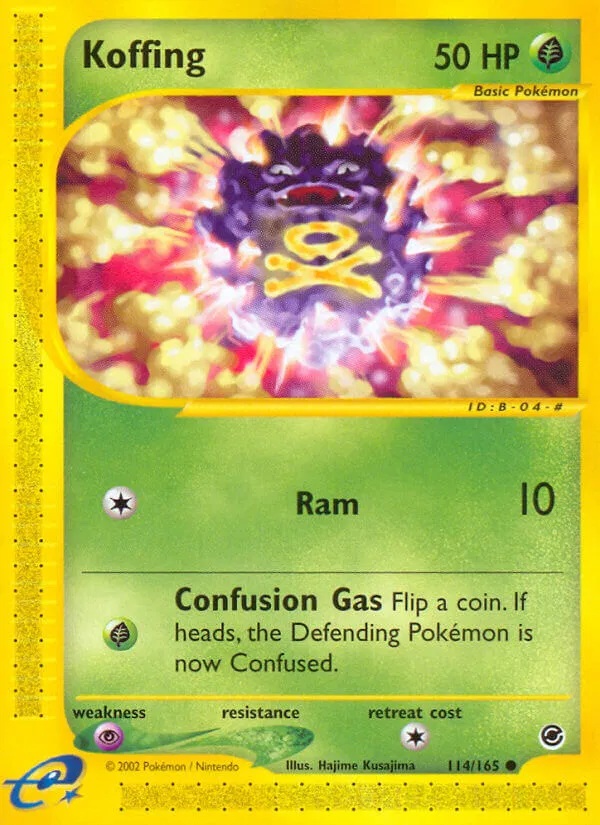 Koffing 50 HP
Basic Pokémon
ID:B-04-#
Ram 10
Confusion Gas Flip a coin. If
heads, the Defending Pokémon is
now Confused.
weakness resistance retreat cost
© 2002 Pokémon / Nintendo Illus. Hajime Kusajima 114/165 ●
e